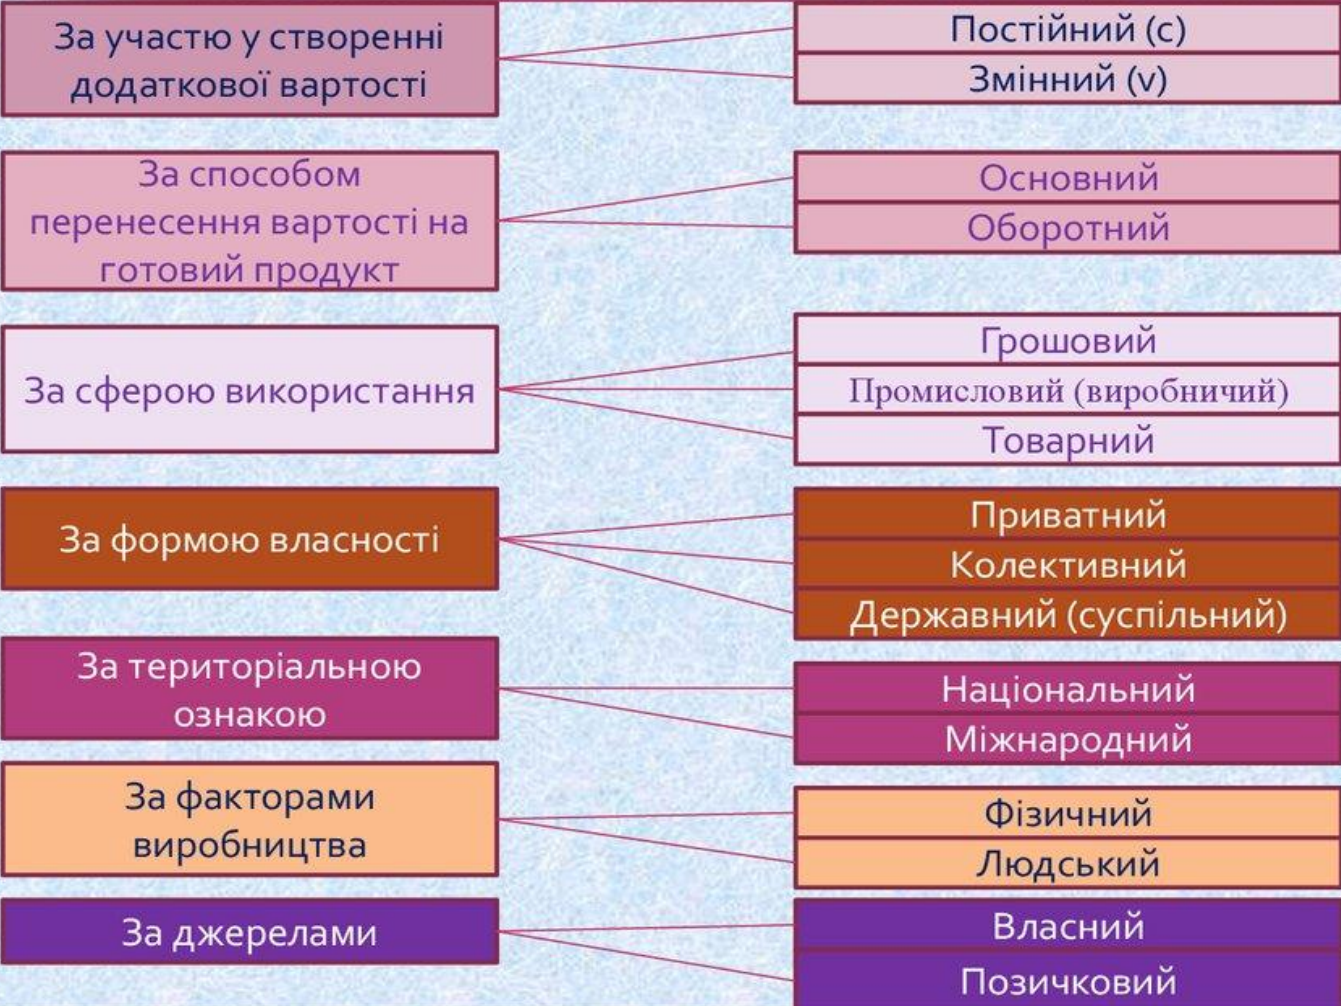 За участю у створенні
додаткової вартості
Постійний (с)
Змінний (v)
За способом
перенесення вартості на
готовий продукт
Основний
Оборотний
За сферою використання
Грошовий
Промисловий (виробничий)
Товарний
За формою власності
Приватний
Колективний
Державний (суспільний)
За територіальною
ознакою
Національний
Міжнародний
За факторами
виробництва
Фізичний
Людський
За джерелами
Власний
Позичковий